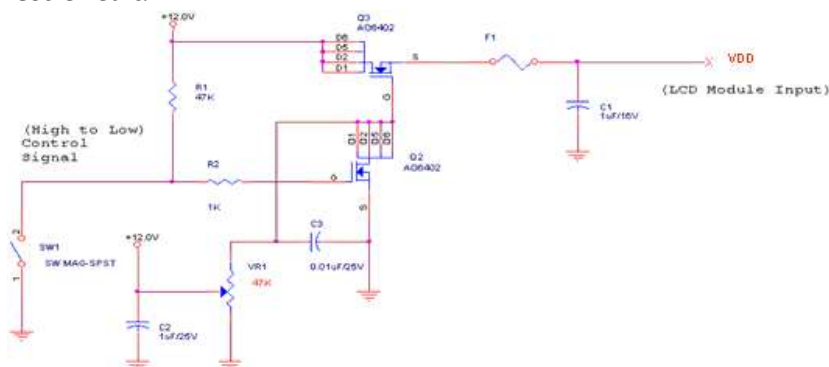 +12.0V
Q3
AO6402
D6
D5
D2
D1
S
G
F1
VDD
(LCD Module Input)
C1
1uF/16V
R1
47K
(High to Low)
Control
Signal
R2
1K
D1
D2
D5
D6
Q2
AO6402
G
S
2
SW1
SW MAG-SPST
1
+12.0V
C3
0.01uF/25V
VR1
47K
C2
1uF/25V